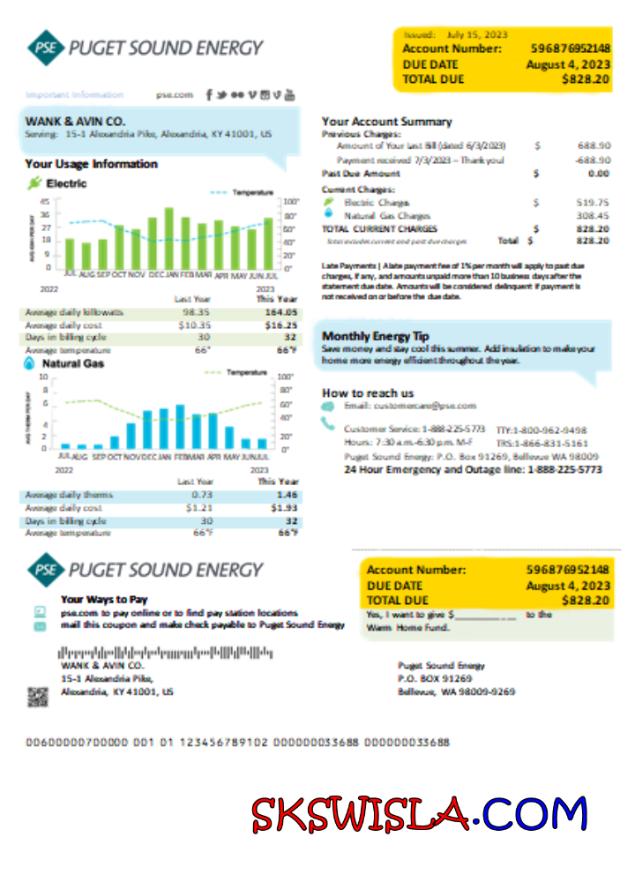 PSE PUGET SOUND ENERGY
Issued: July 15, 2023
Account Number: 596876952148
DUE DATE August 4, 2023
TOTAL DUE $828.20
Important Information pse.com
WANK & AVIN CO.
Serving: 15-1 Alexandria Pike, Alexandria, KY 41001, US
Your Usage Information
Electric
Temperature
45
36
27
18
9
0
100°
80°
60°
40°
20°
0°
AVG KWH PER DAY
JUL AUG SEP OCT NOV DEC JAN FEB MAR APR MAY JUN JUL
2022 2023
Last Year This Year
Average daily killowatts 98.35 164.05
Average daily cost $10.35 $16.25
Days in billing cycle 30 32
Average temperature 66° 66°F
Natural Gas
Temperature
10
8
6
4
2
0
100°
80°
60°
40°
20°
0°
AVG THERM PER DAY
JUL AUG SEP OCT NOV DEC JAN FEB MAR APR MAY JUN JUL
2022 2023
Last Year This Year
Average daily therms 0.73 1.46
Average daily cost $1.21 $1.93
Days in billing cycle 30 32
Average temperature 66°F 66°F
Your Account Summary
Previous Charges:
Amount of Your Last Bill (dated 6/3/2023) $ 688.90
Payment received 7/3/2023 -- Thank you! -688.90
Past Due Amount $ 0.00
Current Charges:
Electric Charges $ 519.75
Natural Gas Charges 308.45
TOTAL CURRENT CHARGES $ 828.20
Total includes current and past due charges Total $ 828.20
Late Payments | A late payment fee of 1% per month will apply to past due
charges, if any, and amounts unpaid more than 10 business days after the
statement due date. Amounts will be considered delinquent if payment is
not received on or before the due date.
Monthly Energy Tip
Save money and stay cool this summer. Add insulation to make your
home more energy efficient throughout the year.
How to reach us
Email: customercare@pse.com
Customer Service: 1-888-225-5773 TTY:1-800-962-9498
Hours: 7:30 a.m.-6:30 p.m. M-F TRS:1-866-831-5161
Puget Sound Energy: P.O. Box 91269, Bellevue WA 98009
24 Hour Emergency and Outage line: 1-888-225-5773
PSE PUGET SOUND ENERGY
Account Number: 596876952148
DUE DATE August 4, 2023
TOTAL DUE $828.20
Yes, I want to give $____________ to the
Warm Home Fund.
Your Ways to Pay
pse.com to pay online or to find pay station locations
mail this coupon and make check payable to Puget Sound Energy
WANK & AVIN CO.
15-1 Alexandria Pike,
Alexandria, KY 41001, US
Puget Sound Energy
P.O. BOX 91269
Bellevue, WA 98009-9269
00600000700000 001 01 123456789102 000000033688 000000033688
SKSWISLA.COM